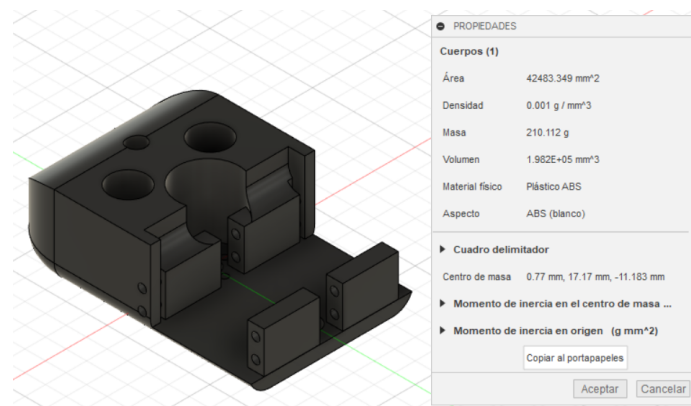 PROPIEDADES
Cuerpos (1)
Área 42483.349 mm^2
Densidad 0.001 g / mm^3
Masa 210.112 g
Volumen 1.982E+05 mm^3
Material físico Plástico ABS
Aspecto ABS (blanco)
Cuadro delimitador
Centro de masa 0.77 mm, 17.17 mm, -11.183 mm
Momento de inercia en el centro de masa ...
Momento de inercia en origen (g mm^2)
Copiar al portapapeles
Aceptar Cancelar